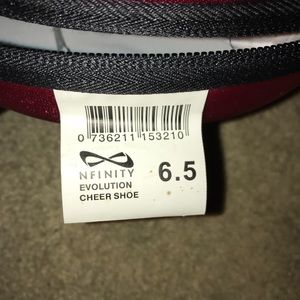 0 736211 153210
NFINITY
EVOLUTION
CHEER SHOE
6.5